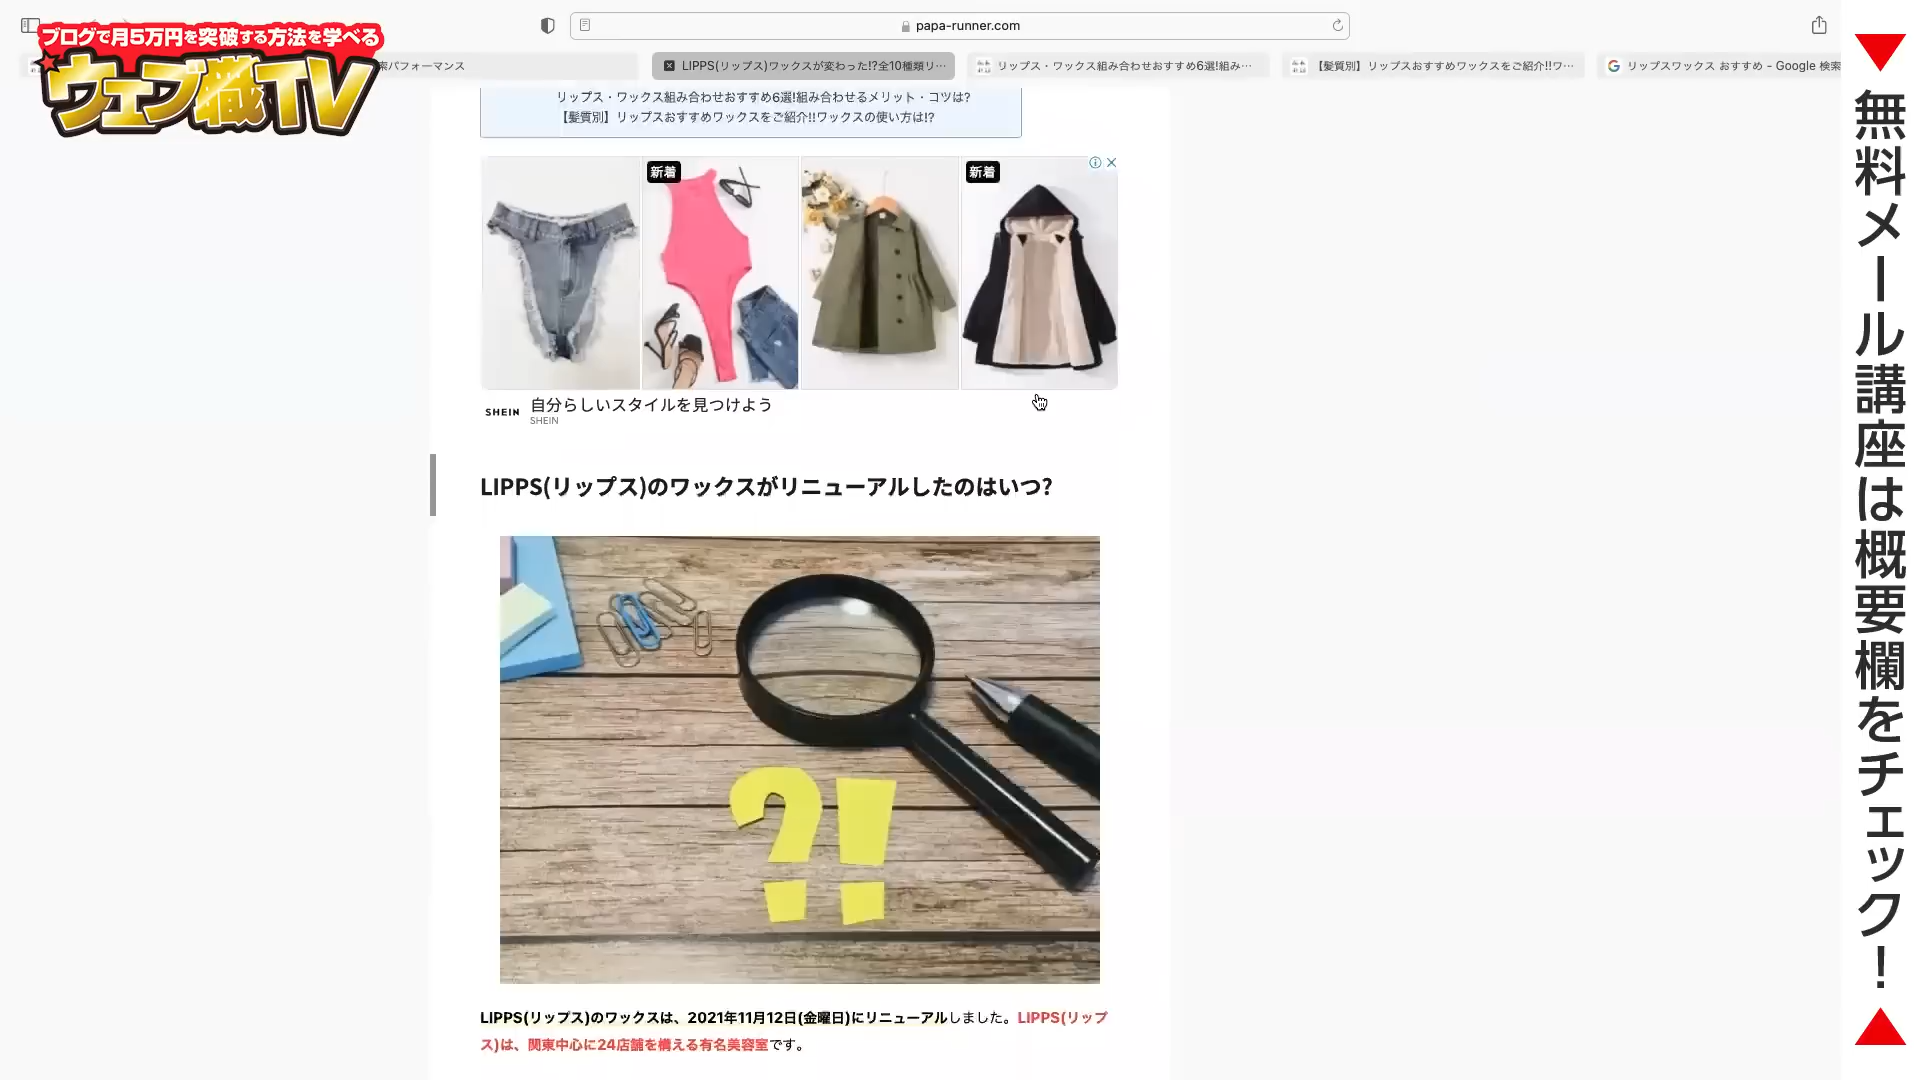 papa-runner.com
ブログで月5万円を突破する方法を学べる
ウェブ職TV
索パフォーマンス
LIPPS(リップス)ワックスが変わった!?全10種類リ…
リップス・ワックス組み合わせおすすめ6選!組み…
【髪質別】リップスおすすめワックスをご紹介!!ワ…
リップスワックス おすすめ - Google 検索
リップス・ワックス組み合わせおすすめ6選!組み合わせるメリット・コツは?
【髪質別】リップスおすすめワックスをご紹介!!ワックスの使い方は!?
新着
新着
SHEIN
自分らしいスタイルを見つけよう
SHEIN
LIPPS(リップス)のワックスがリニューアルしたのはいつ?
?!
LIPPS(リップス)のワックスは、2021年11月12日(金曜日)にリニューアルしました。LIPPS(リップ
ス)は、関東中心に24店舗を構える有名美容室です。
無料メール講座は概要欄をチェック!